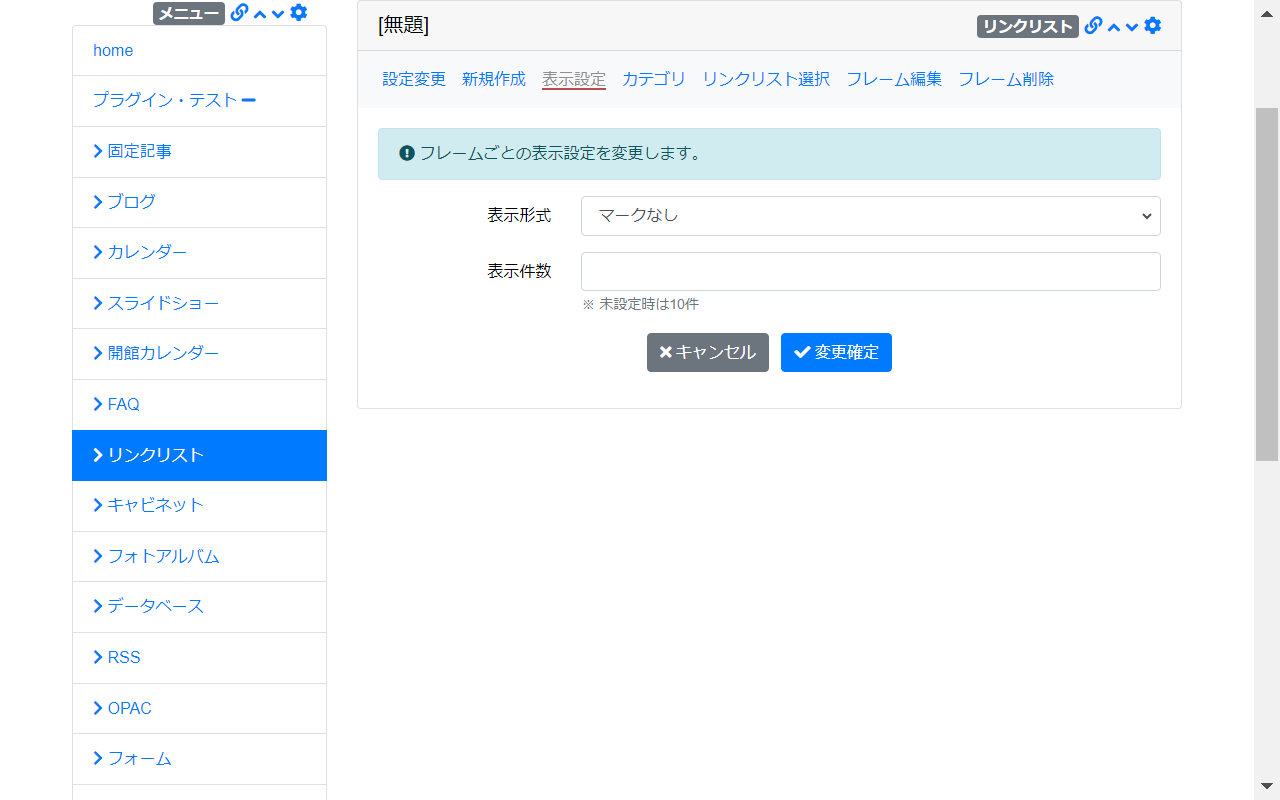 メニュー
home
プラグイン・テスト
固定記事
ブログ
カレンダー
スライドショー
開館カレンダー
FAQ
リンクリスト
キャビネット
フォトアルバム
データベース
RSS
OPAC
フォーム
[無題]
リンクリスト
設定変更 新規作成 表示設定 カテゴリ リンクリスト選択 フレーム編集 フレーム削除
フレームごとの表示設定を変更します。
表示形式 マークなし
表示件数
※ 未設定時は10件
キャンセル 変更確定